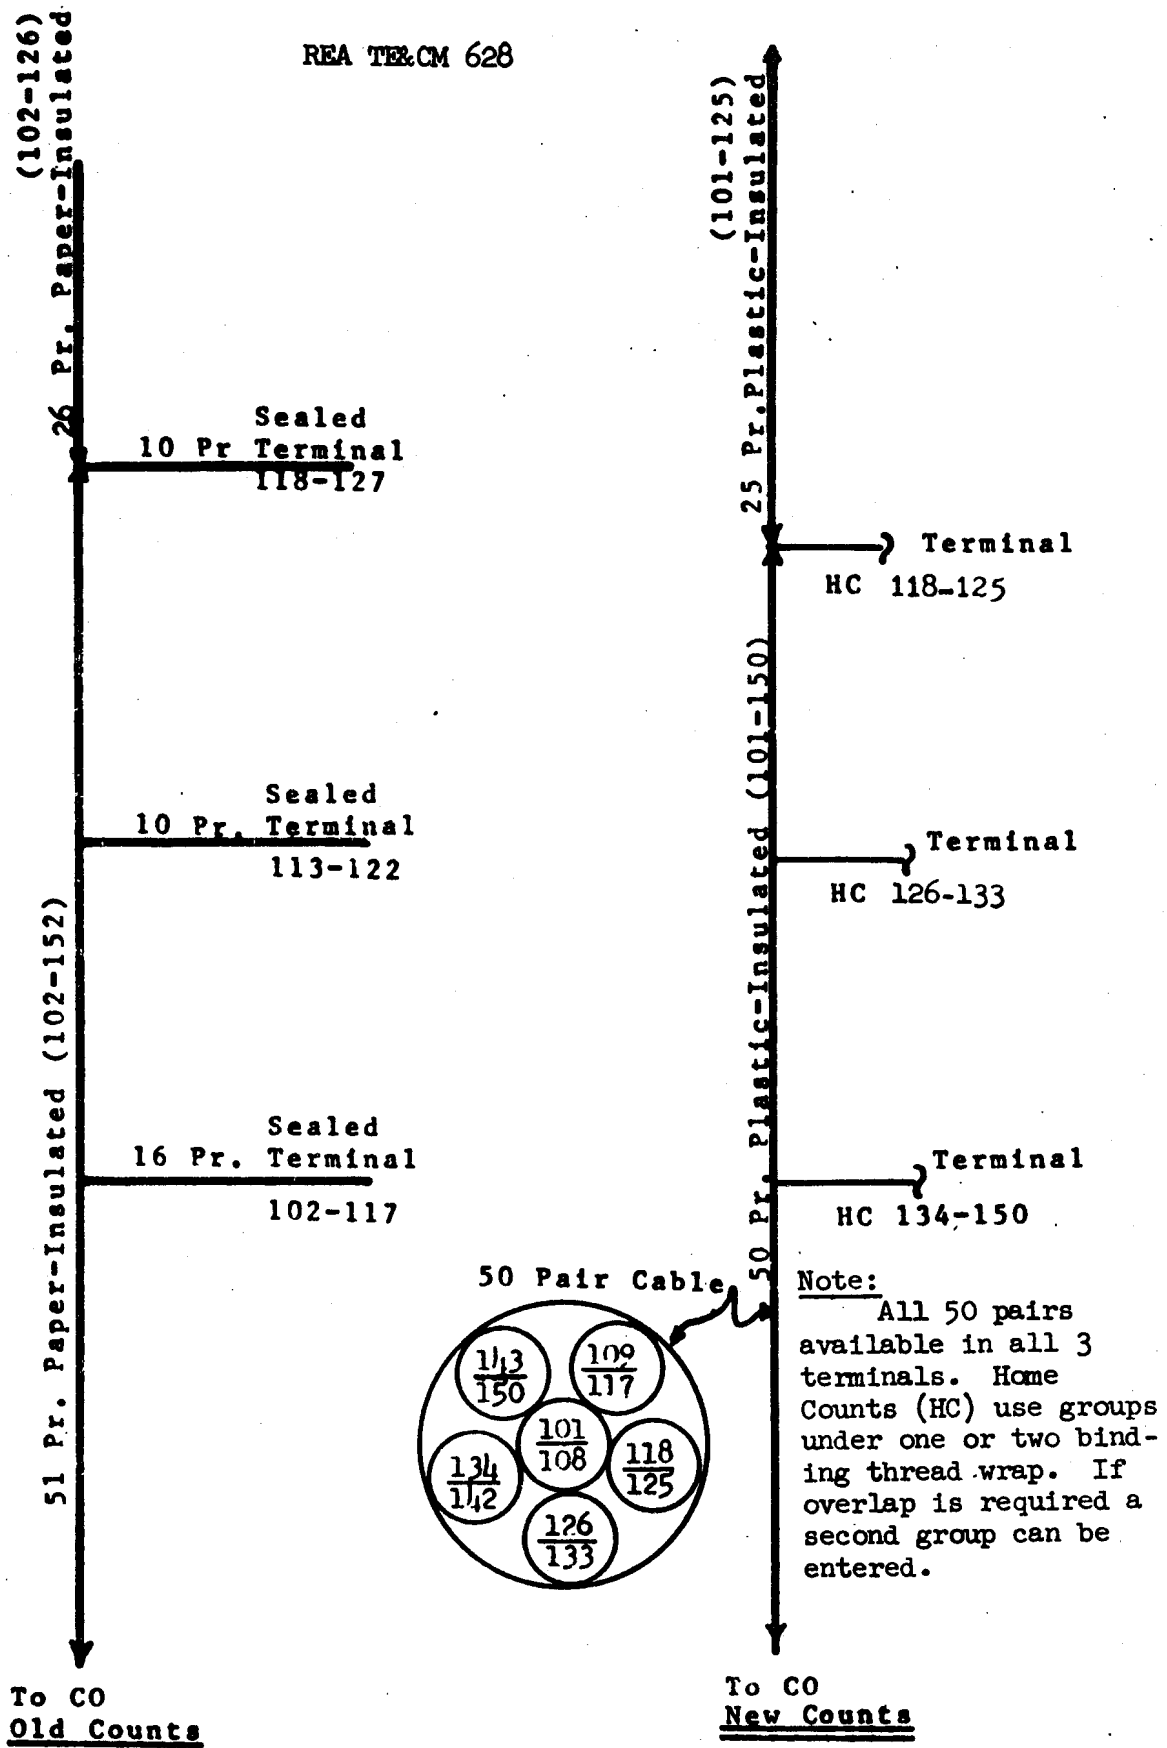 REA TE&CM 628
(102-126)
26 Pr. Paper-Insulated
Sealed
10 Pr Terminal
118-127
Sealed
10 Pr. Terminal
113-122
51 Pr. Paper-Insulated (102-152)
Sealed
16 Pr. Terminal
102-117
To CO
Old Counts
(101-125)
25 Pr. Plastic-Insulated
Terminal
HC 118-125
50 Pr. Plastic-Insulated (101-150)
Terminal
HC 126-133
Terminal
HC 134-150
50 Pair Cable
143
150
109
117
101
108
134
142
118
125
126
133
Note:
All 50 pairs
available in all 3
terminals. Home
Counts (HC) use groups
under one or two bind-
ing thread wrap. If
overlap is required a
second group can be
entered.
To CO
New Counts